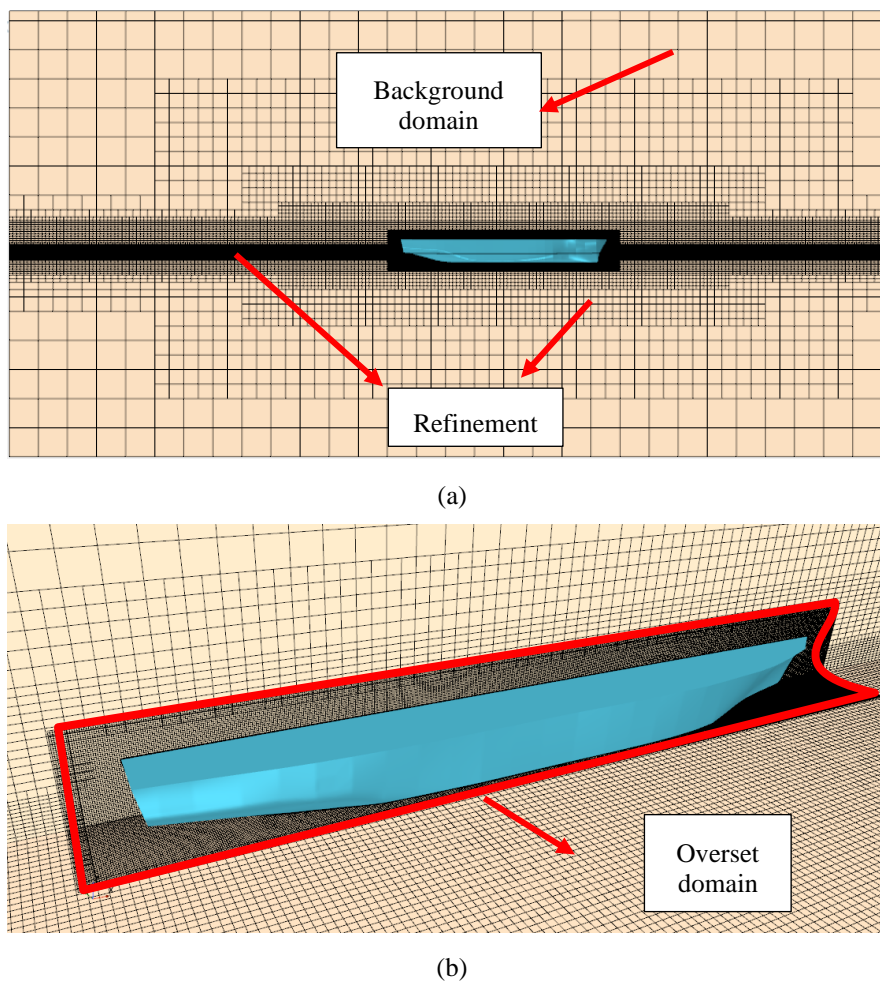 Background
domain
Refinement
(a)
Overset
domain
(b)